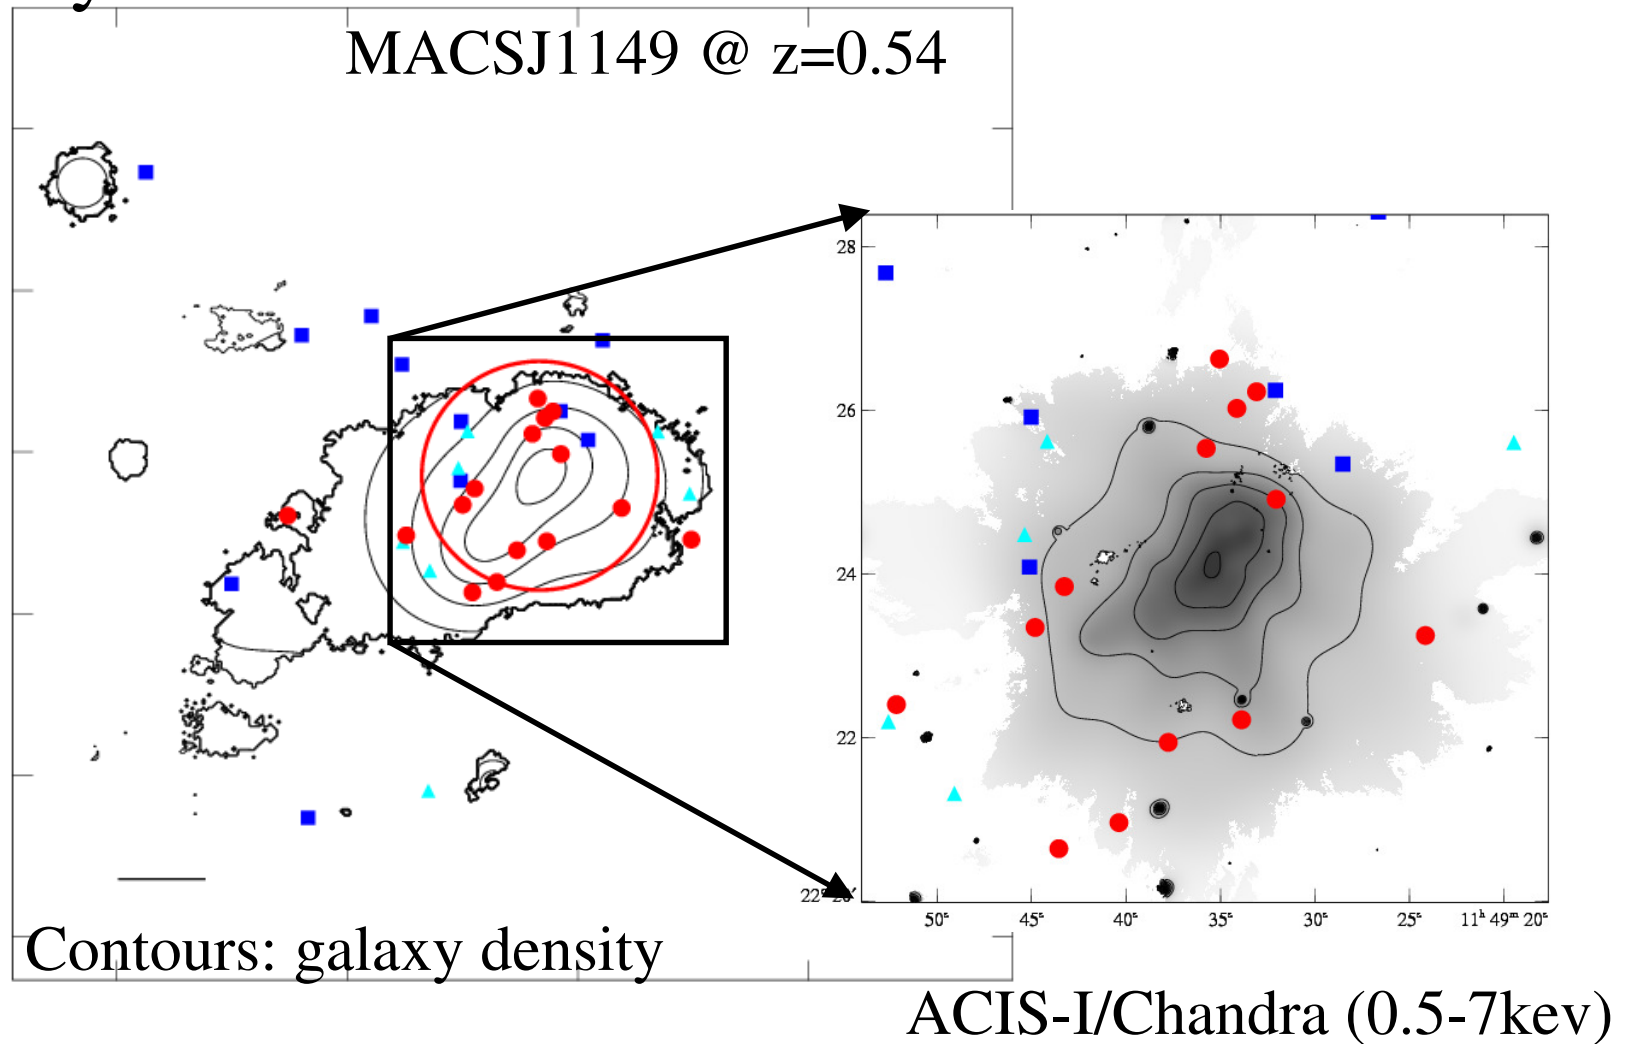 MACSJ1149 @ z=0.54
28
26
24
22
50ˢ
45ˢ
40ˢ
35ˢ
30ˢ
25ˢ
11ʰ 49ᵐ 20ˢ
Contours: galaxy density
ACIS-I/Chandra (0.5-7kev)